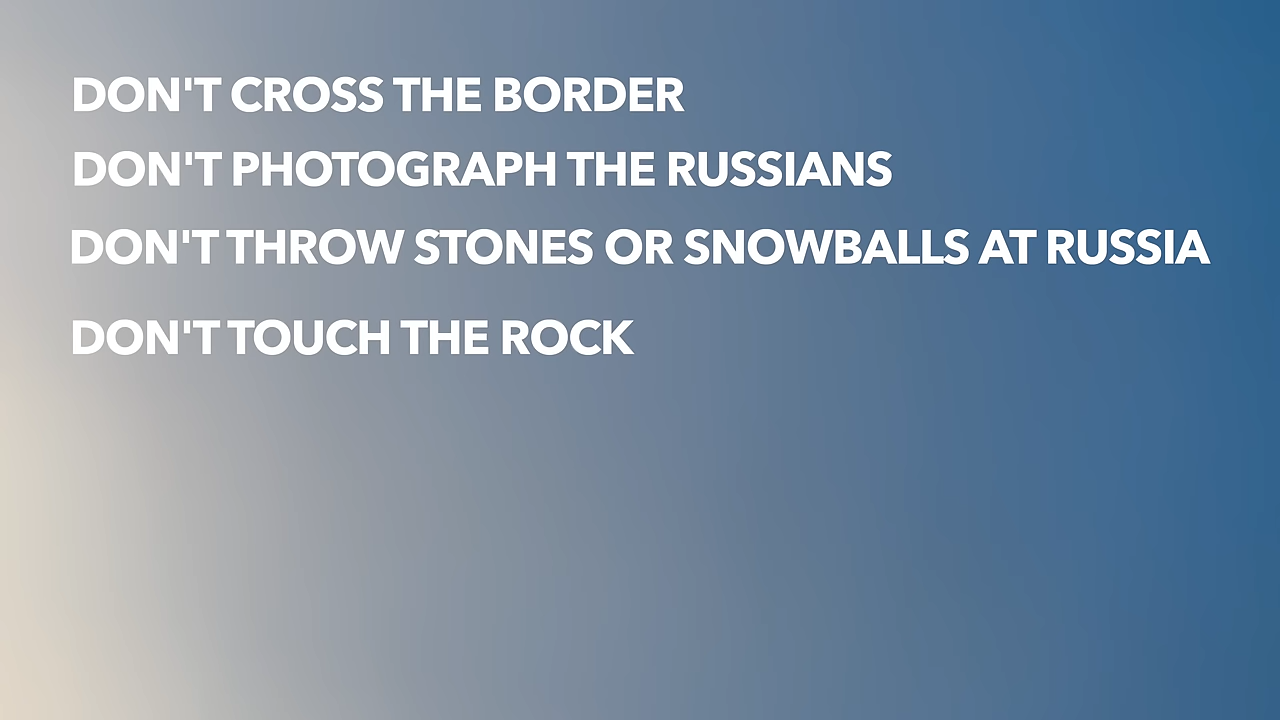 DON'T CROSS THE BORDER
DON'T PHOTOGRAPH THE RUSSIANS
DON'T THROW STONES OR SNOWBALLS AT RUSSIA
DON'T TOUCH THE ROCK